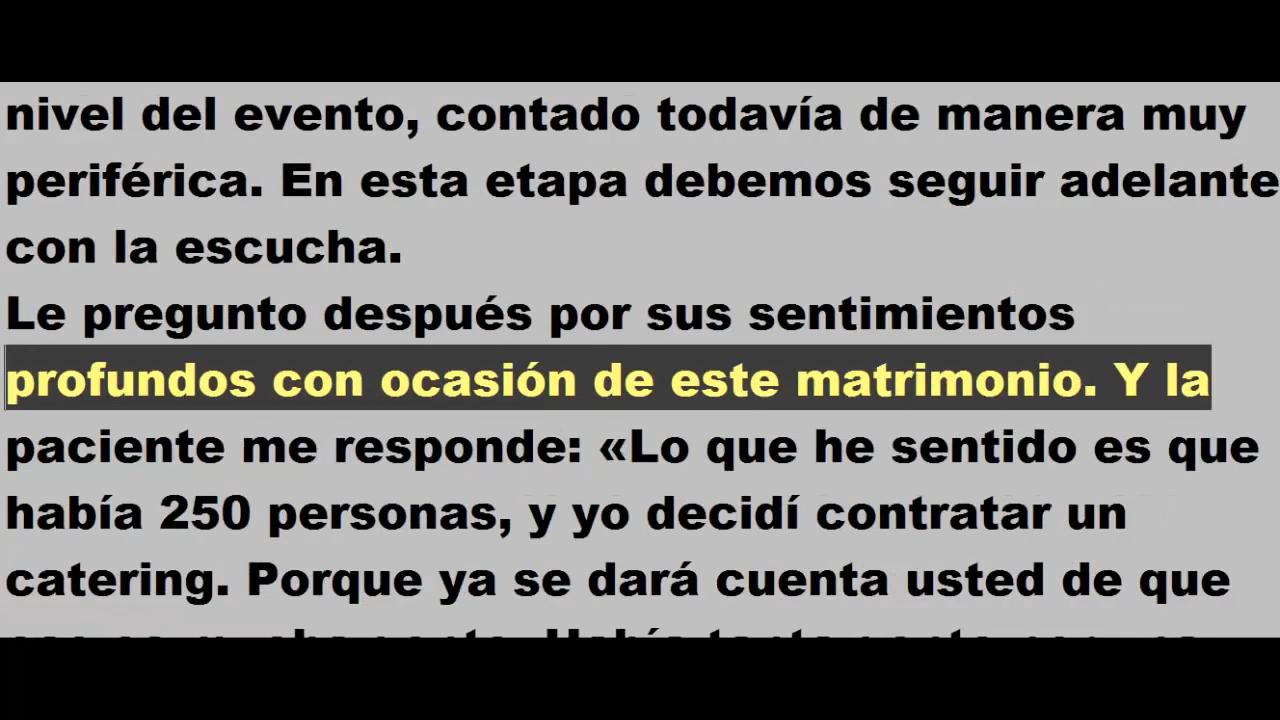 nivel del evento, contado todavía de manera muy
periférica. En esta etapa debemos seguir adelante
con la escucha.
Le pregunto después por sus sentimientos
profundos con ocasión de este matrimonio. Y la
paciente me responde: «Lo que he sentido es que
había 250 personas, y yo decidí contratar un
catering. Porque ya se dará cuenta usted de que